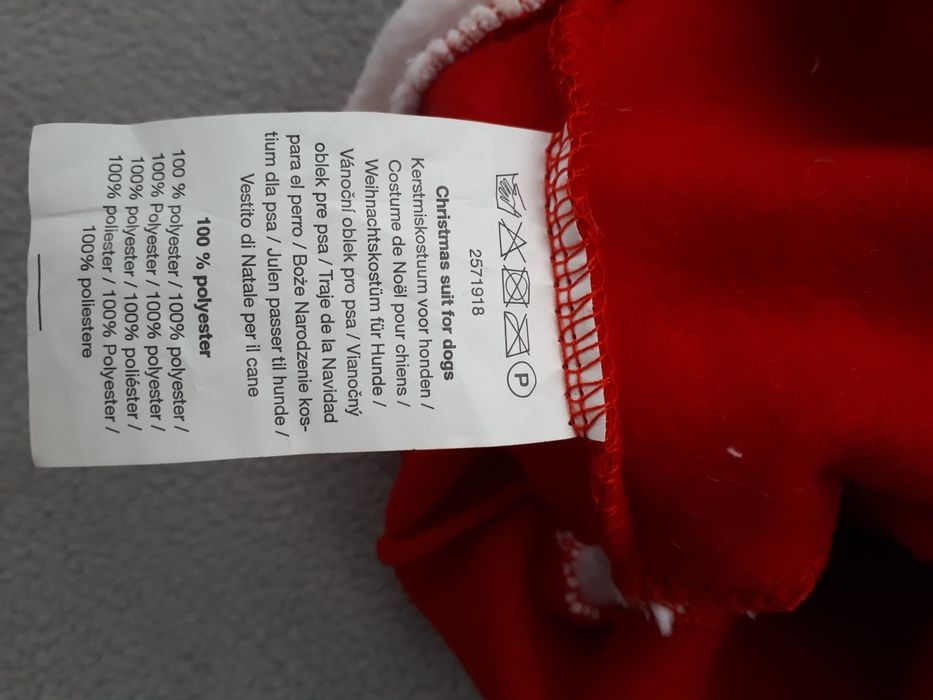 P
2571918
Christmas suit for dogs
Kerstmiskostuum voor honden /
Costume de Noël pour chiens /
Weihnachtskostüm für Hunde /
Vánoční oblek pro psa / Vianočný
oblek pre psa / Traje de la Navidad
para el perro / Boże Narodzenie kos-
tium dla psa / Julen passer til hunde /
Vestito di Natale per il cane
100 % polyester
100 % polyester / 100% polyester /
100% Polyester / 100% polyester /
100% polyester / 100% poliéster /
100% poliester / 100% Polyester /
100% poliestere